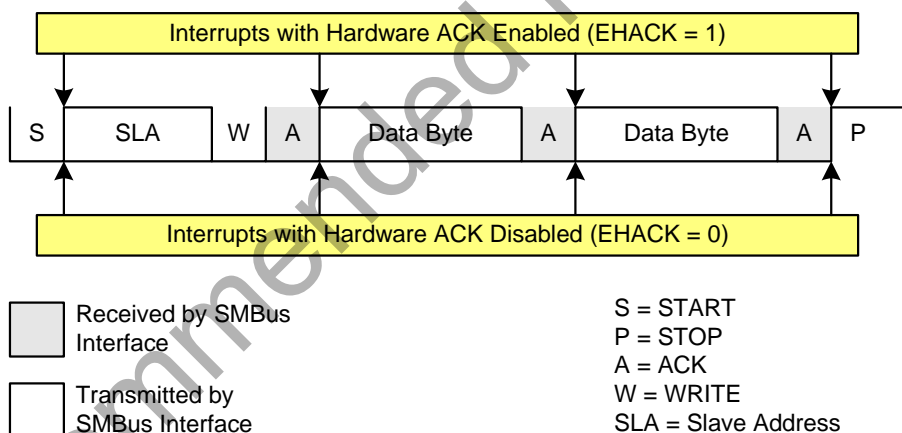 Interrupts with Hardware ACK Enabled (EHACK = 1)
S SLA W A Data Byte A Data Byte A P
Interrupts with Hardware ACK Disabled (EHACK = 0)
Received by SMBus
Interface
Transmitted by
SMBus Interface
S = START
P = STOP
A = ACK
W = WRITE
SLA = Slave Address
mmended